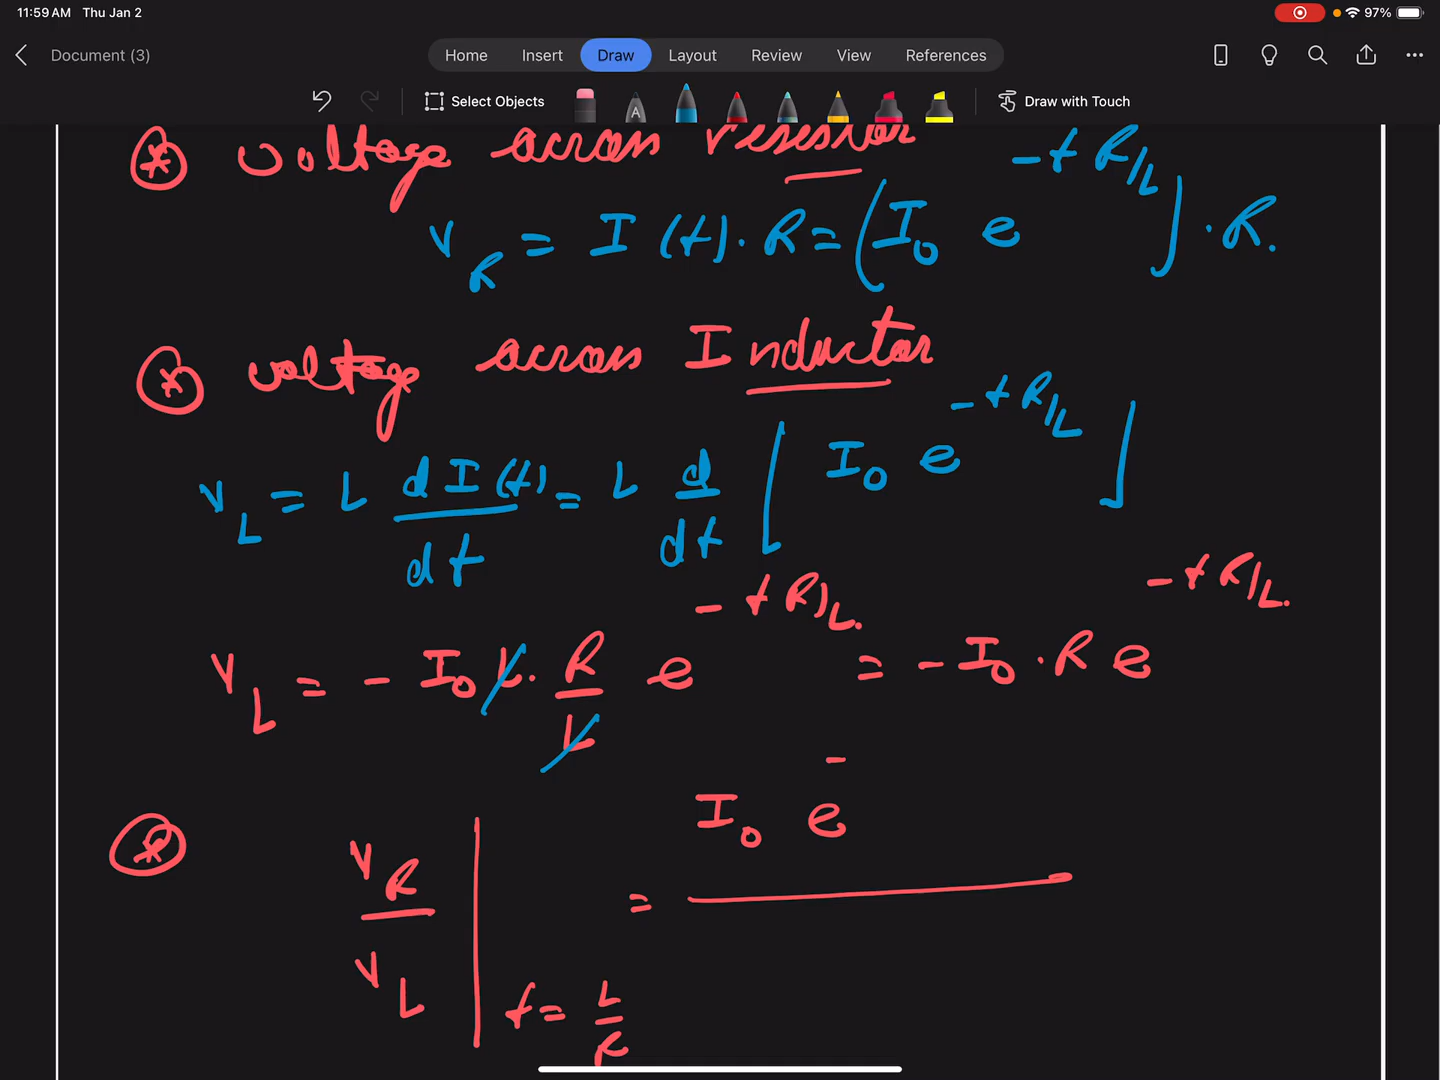 11:59 AM Thu Jan 2 97%
Document (3) Home Insert Draw Layout Review View References
Select Objects A Draw with Touch
* voltage across resestor
V_R = I(t).R = (I_0 e^{-tR/L}].R.
* voltage across Inductor
V_L = L dI(t)/dt = L d/dt [I_0 e^{-tR/L}]
V_L = -I_0 L.R/L e^{-tR/L.} = -I_0.R e^{-tR/L.}
* V_R/V_L | t = L/R = I_0 e^-